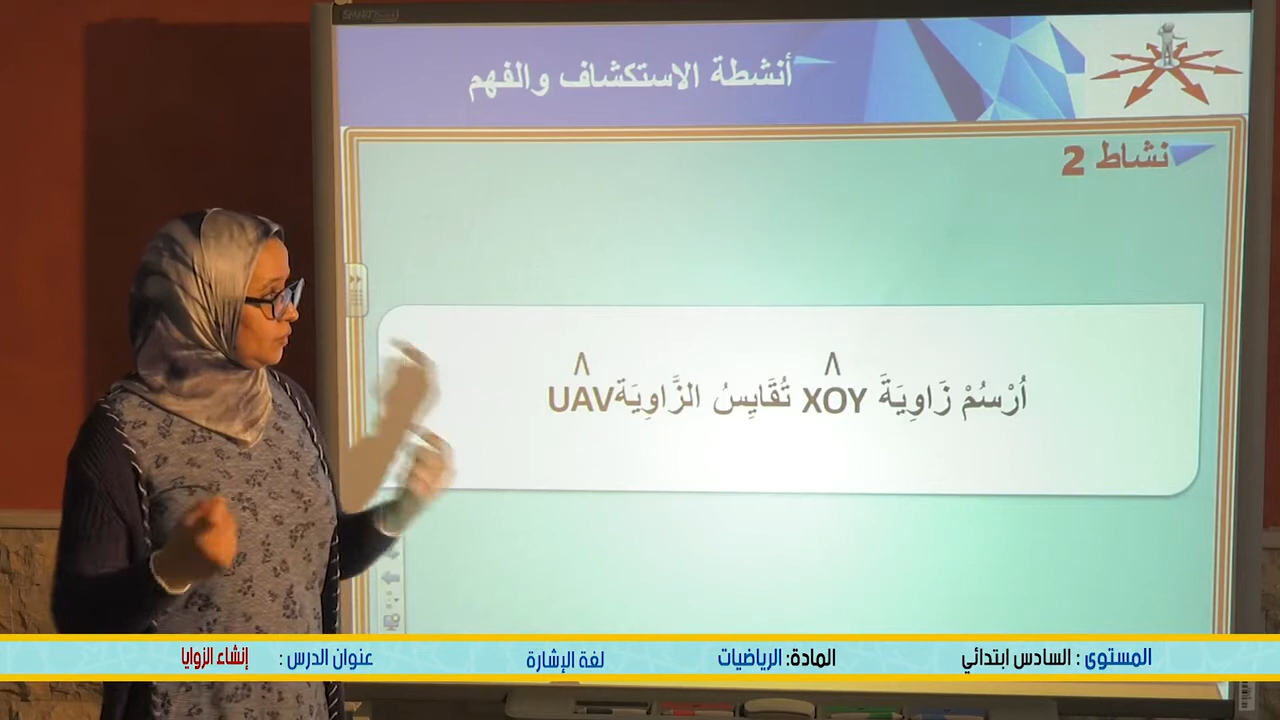 أنشطة الاستكشاف والفهم
نشاط 2
∧ ∧
اُرْسُمْ زَاوِيَةَ XOY تُقَايِسُ الزَّاوِيَة UAV
المستوى : السادس ابتدائي المادة: الرياضيات لغة الإشارة عنوان الدرس : إنشاء الزوايا